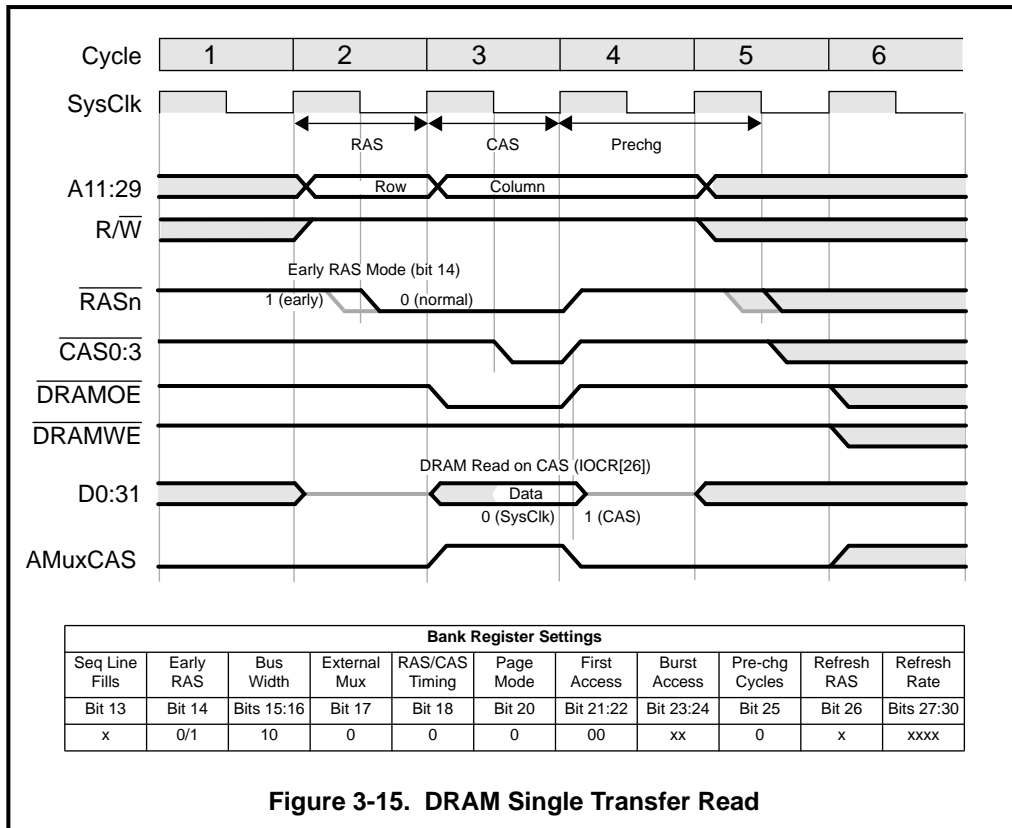 Cycle 1 2 3 4 5 6
SysClk
RAS CAS Prechg
A11:29 Row Column
R/W̅
Early RAS Mode (bit 14)
R̅A̅S̅n̅ 1 (early) 0 (normal)
C̅A̅S̅0̅:̅3̅
D̅R̅A̅M̅O̅E̅
D̅R̅A̅M̅W̅E̅
DRAM Read on CAS (IOCR[26])
D0:31 Data
0 (SysClk) 1 (CAS)
AMuxCAS
Bank Register Settings
Seq Line Early Bus External RAS/CAS Page First Burst Pre-chg Refresh Refresh
Fills RAS Width Mux Timing Mode Access Access Cycles RAS Rate
Bit 13 Bit 14 Bits 15:16 Bit 17 Bit 18 Bit 20 Bit 21:22 Bit 23:24 Bit 25 Bit 26 Bits 27:30
x 0/1 10 0 0 0 00 xx 0 x xxxx
Figure 3-15. DRAM Single Transfer Read